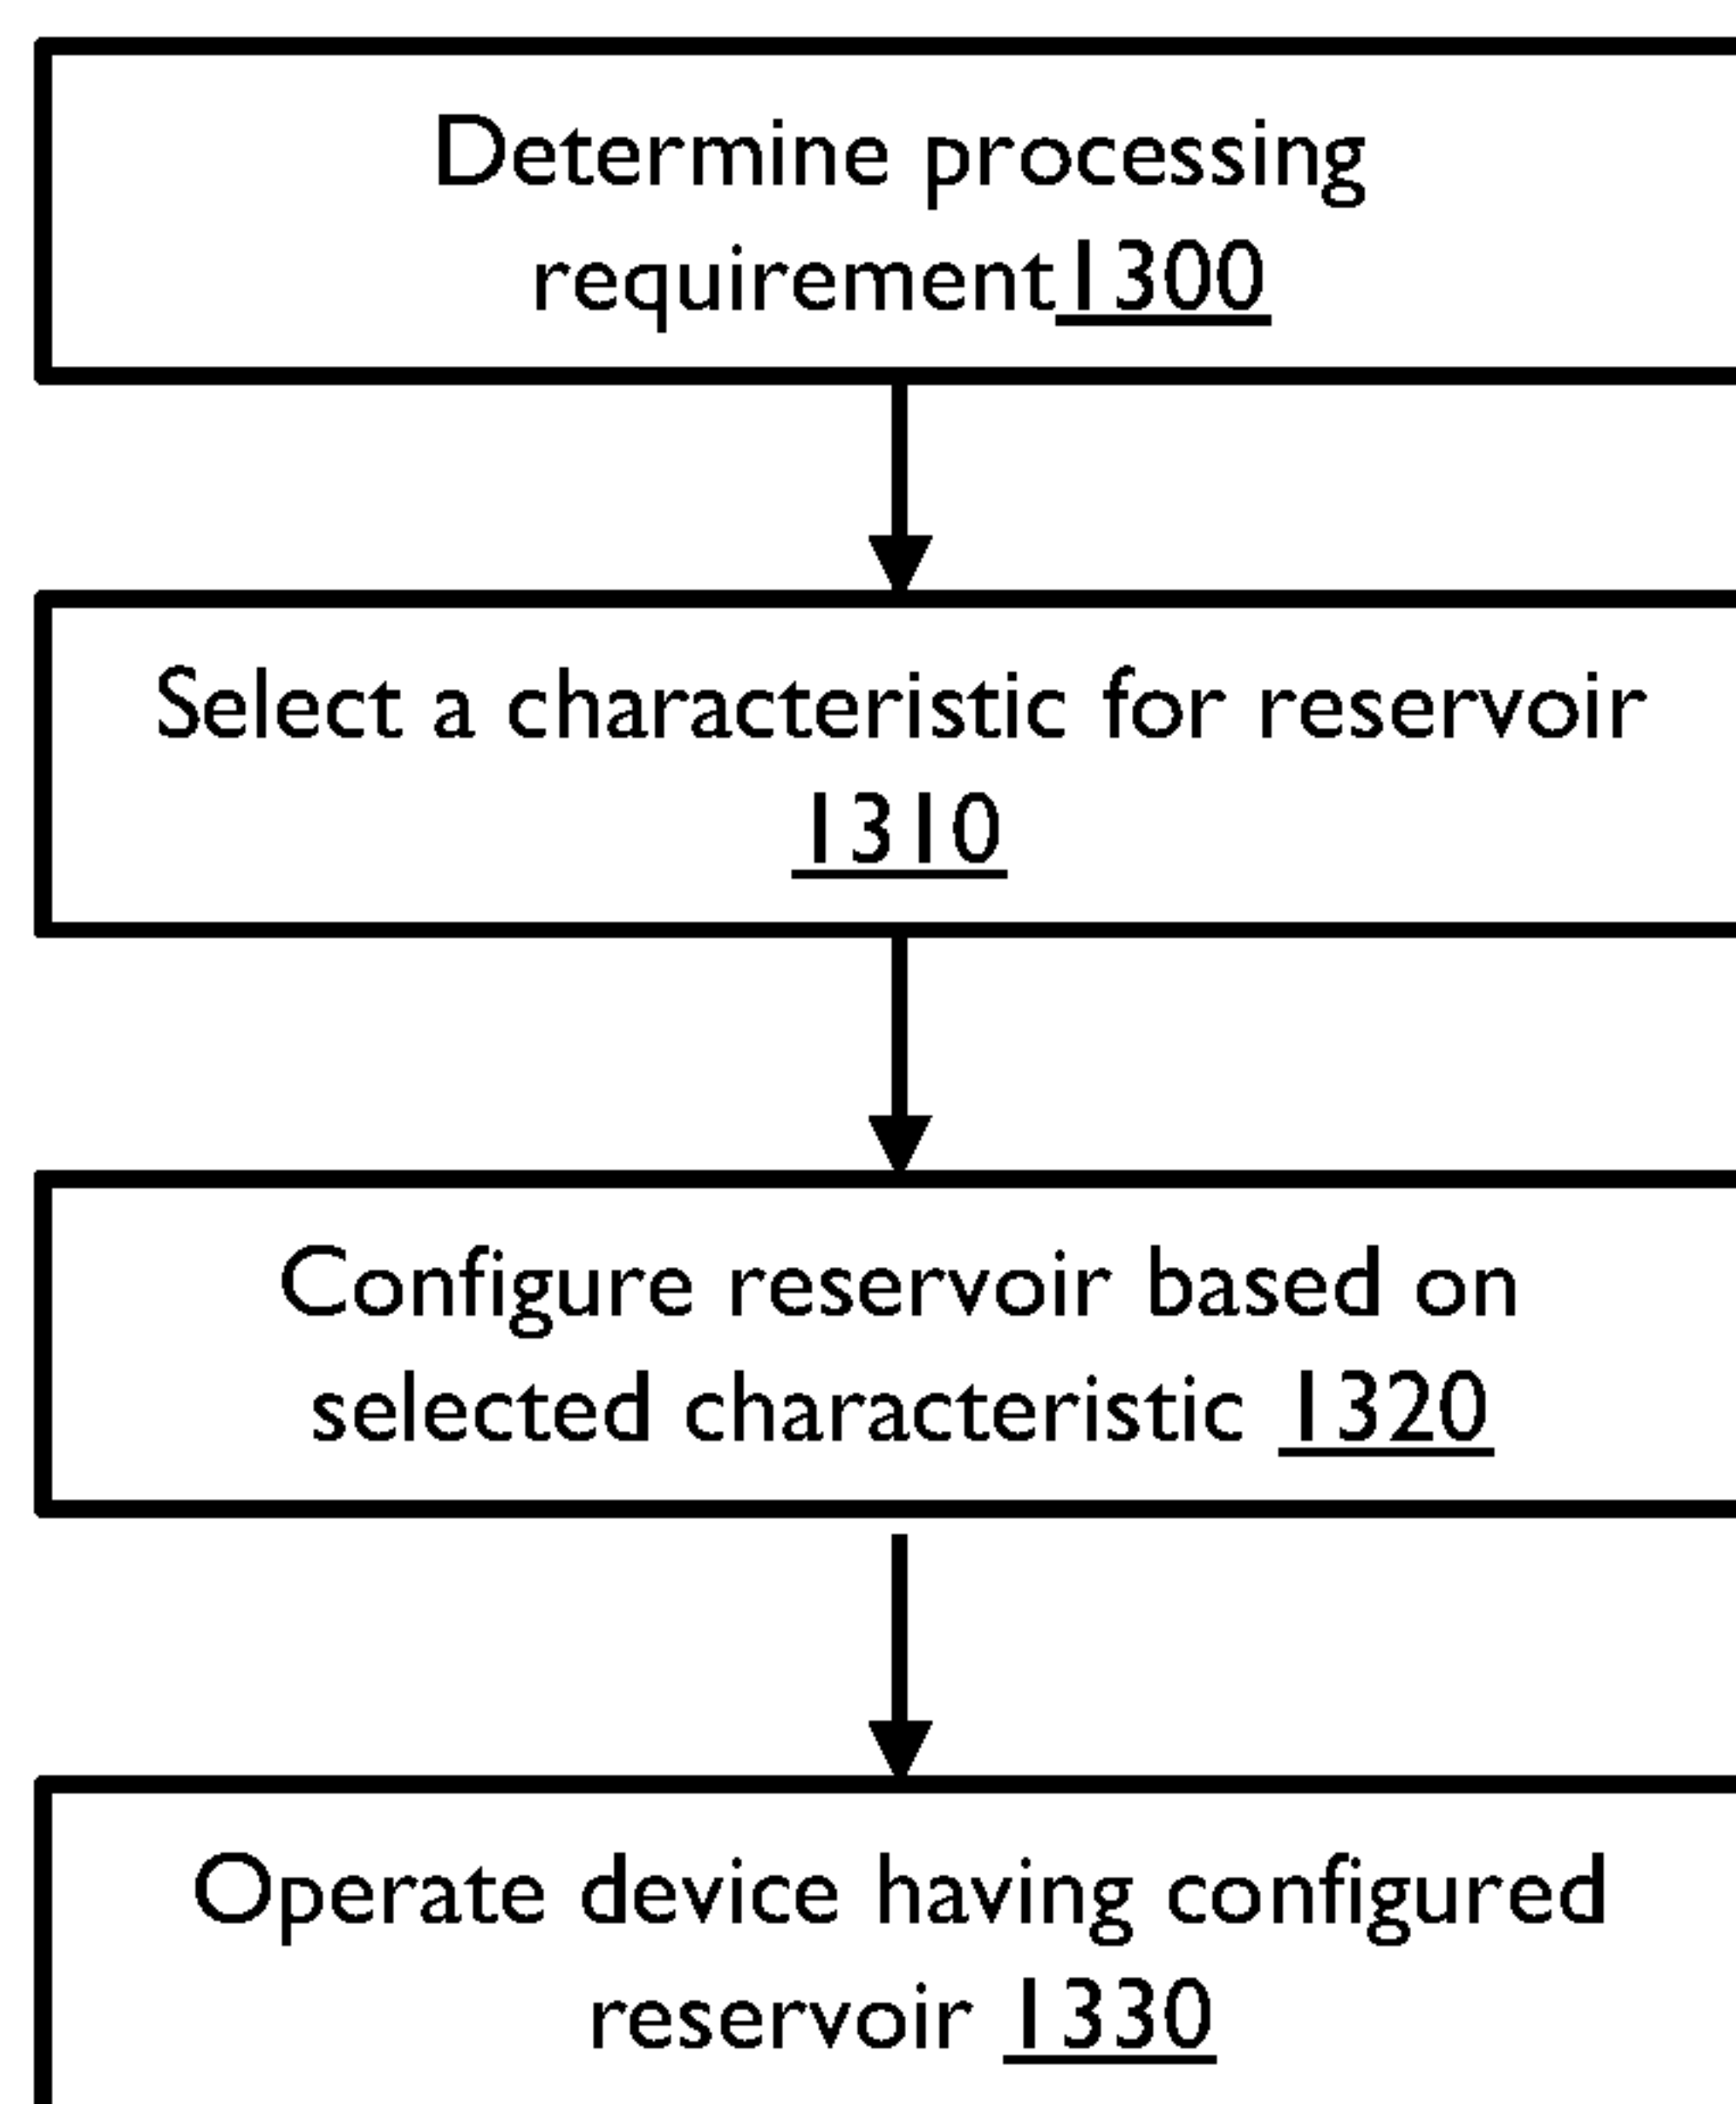 Determine processing
requirement 1300
Select a characteristic for reservoir
1310
Configure reservoir based on
selected characteristic 1320
Operate device having configured
reservoir 1330